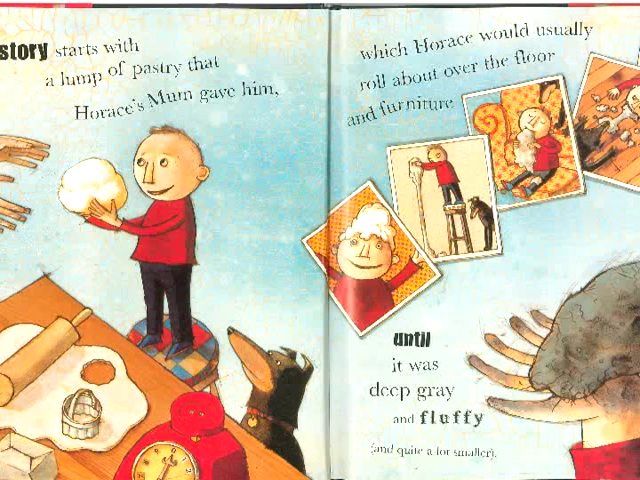 story starts with
a lump of pastry that
Horace's Mum gave him,
which Horace would usually
roll about over the floor
and furniture
until
it was
deep gray
and fluffy
(and quite a lot smaller).